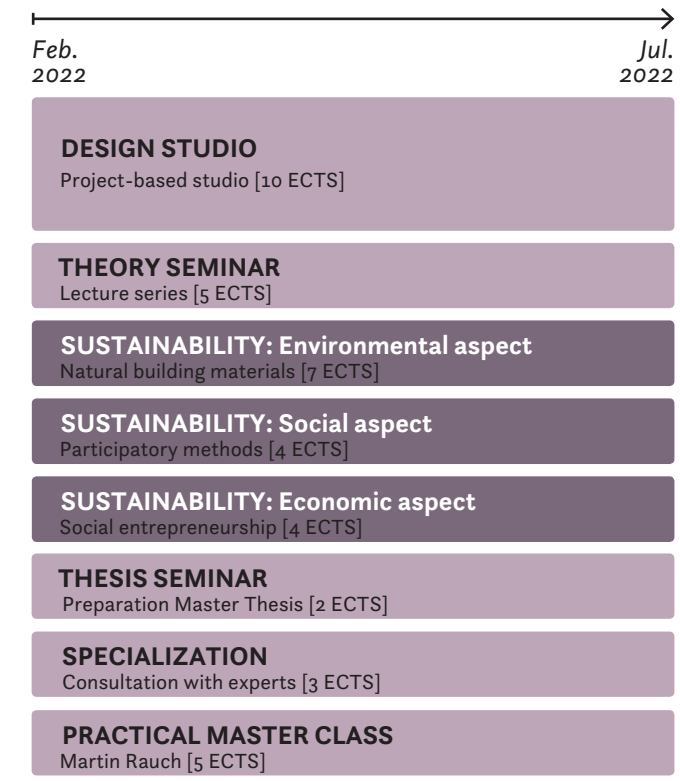 Feb.
2022
Jul.
2022
DESIGN STUDIO
Project-based studio [10 ECTS]
THEORY SEMINAR
Lecture series [5 ECTS]
SUSTAINABILITY: Environmental aspect
Natural building materials [7 ECTS]
SUSTAINABILITY: Social aspect
Participatory methods [4 ECTS]
SUSTAINABILITY: Economic aspect
Social entrepreneurship [4 ECTS]
THESIS SEMINAR
Preparation Master Thesis [2 ECTS]
SPECIALIZATION
Consultation with experts [3 ECTS]
PRACTICAL MASTER CLASS
Martin Rauch [5 ECTS]